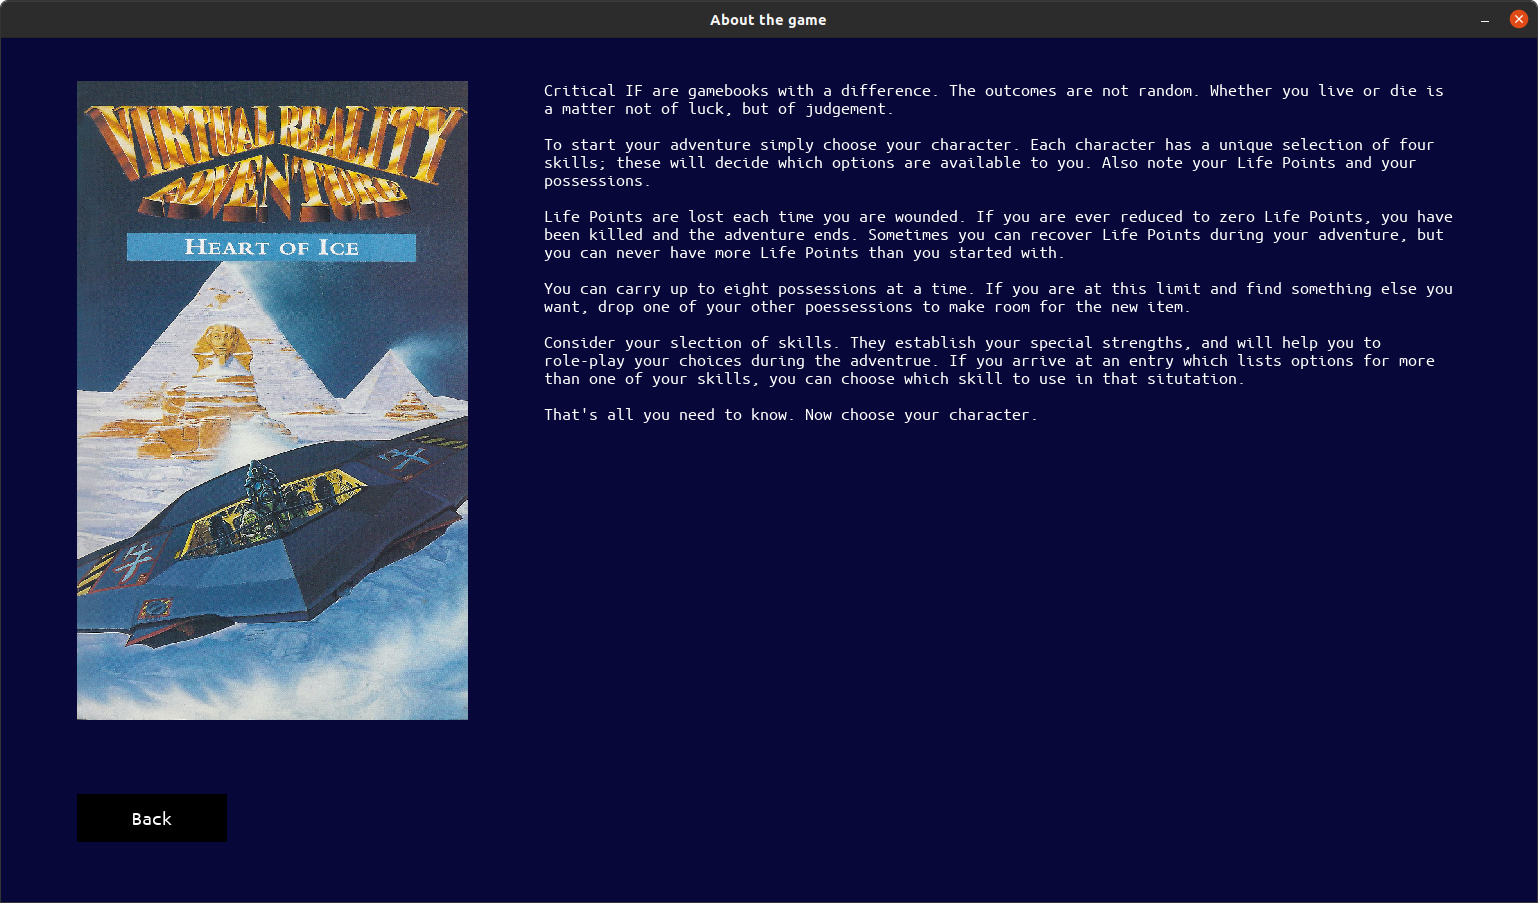 About the game
VIRTUAL REALITY
ADVENTURE
HEART OF ICE
Critical IF are gamebooks with a difference. The outcomes are not random. Whether you live or die is
a matter not of luck, but of judgement.
To start your adventure simply choose your character. Each character has a unique selection of four
skills; these will decide which options are available to you. Also note your Life Points and your
possessions.
Life Points are lost each time you are wounded. If you are ever reduced to zero Life Points, you have
been killed and the adventure ends. Sometimes you can recover Life Points during your adventure, but
you can never have more Life Points than you started with.
You can carry up to eight possessions at a time. If you are at this limit and find something else you
want, drop one of your other poessessions to make room for the new item.
Consider your slection of skills. They establish your special strengths, and will help you to
role-play your choices during the adventrue. If you arrive at an entry which lists options for more
than one of your skills, you can choose which skill to use in that situtation.
That's all you need to know. Now choose your character.
Back